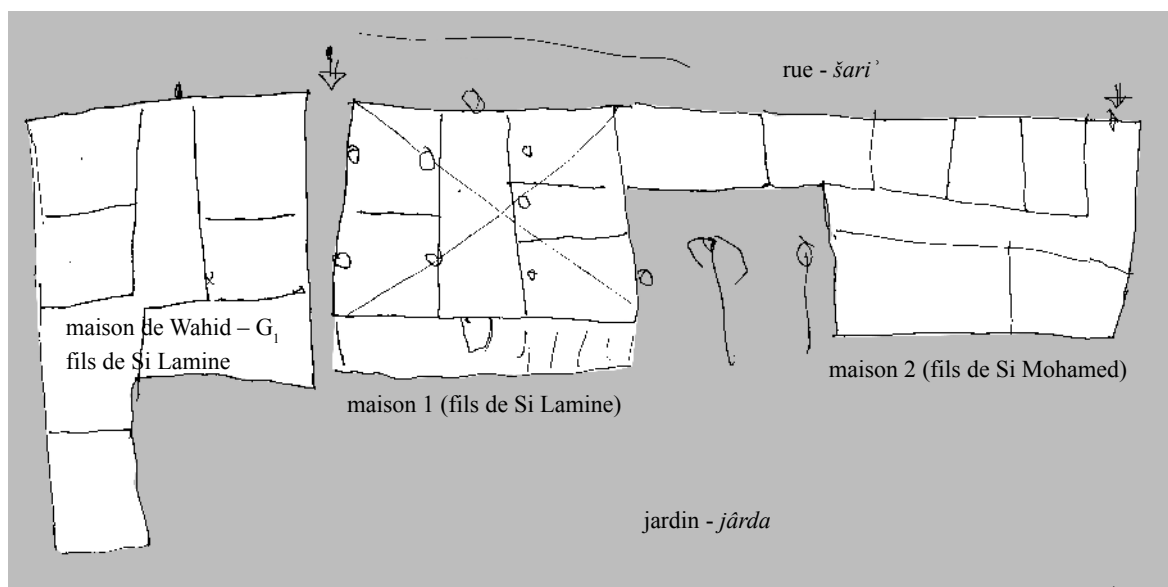 rue - šariʾ
maison de Wahid – G₁
fils de Si Lamine
maison 2 (fils de Si Mohamed)
maison 1 (fils de Si Lamine)
jardin - jârda